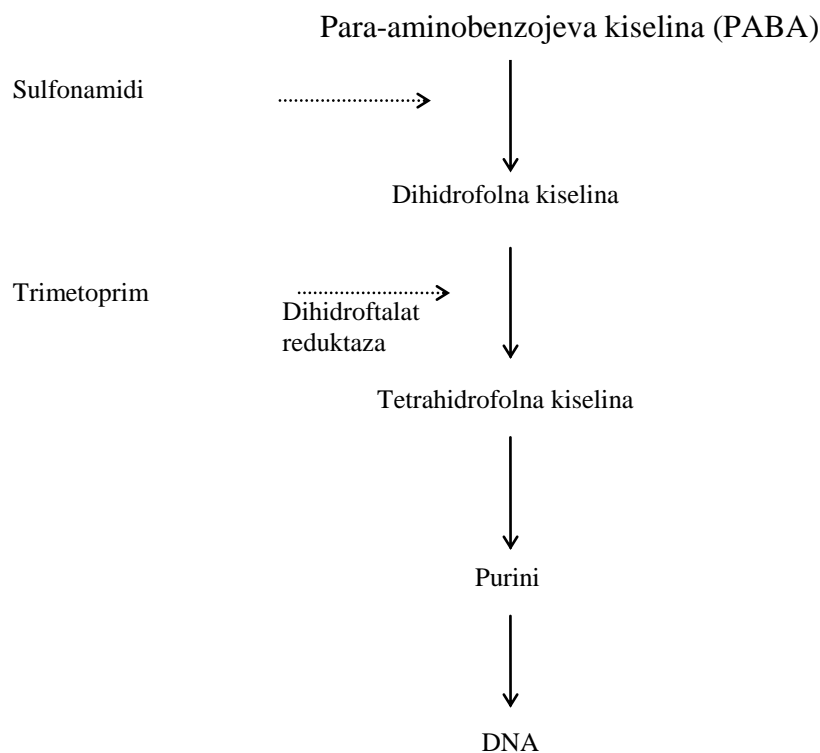 Para-aminobenzojeva kiselina (PABA)
Sulfonamidi
Dihidrofolna kiselina
Trimetoprim
Dihidroftalat
reduktaza
Tetrahidrofolna kiselina
Purini
DNA